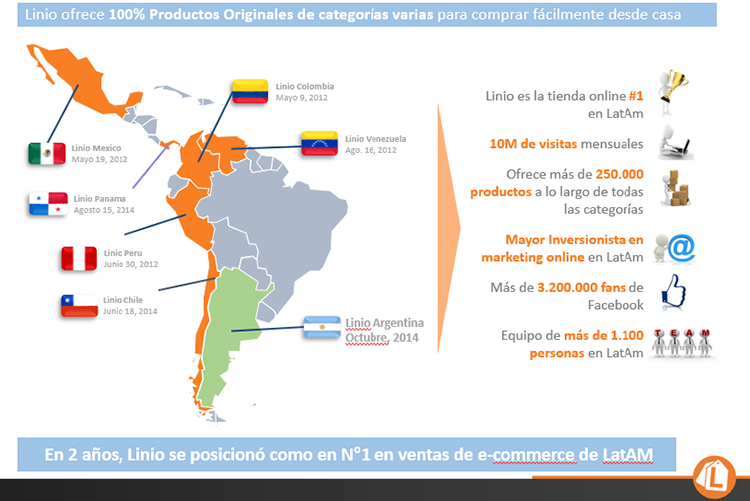 Linio ofrece 100% Productos Originales de categorías varias para comprar fácilmente desde casa
Linio Colombia
Mayo 9, 2012
Linio Mexico
Mayo 19, 2012
Linio Venezuela
Ago. 16, 2012
Linio Panama
Agosto 15, 2014
Linio Peru
Junio 30, 2012
Linio Chile
Junio 18, 2014
Linio Argentina
Octubre, 2014
Linio es la tienda online #1
en LatAm
10M de visitas mensuales
Ofrece más de 250.000
productos a lo largo de todas
las categorías
Mayor Inversionista en
marketing online en LatAm
@
Más de 3.200.000 fans de
Facebook
Equipo de más de 1.100
personas en LatAm
TEAM
En 2 años, Linio se posicionó como en N°1 en ventas de e-commerce de LatAM
L